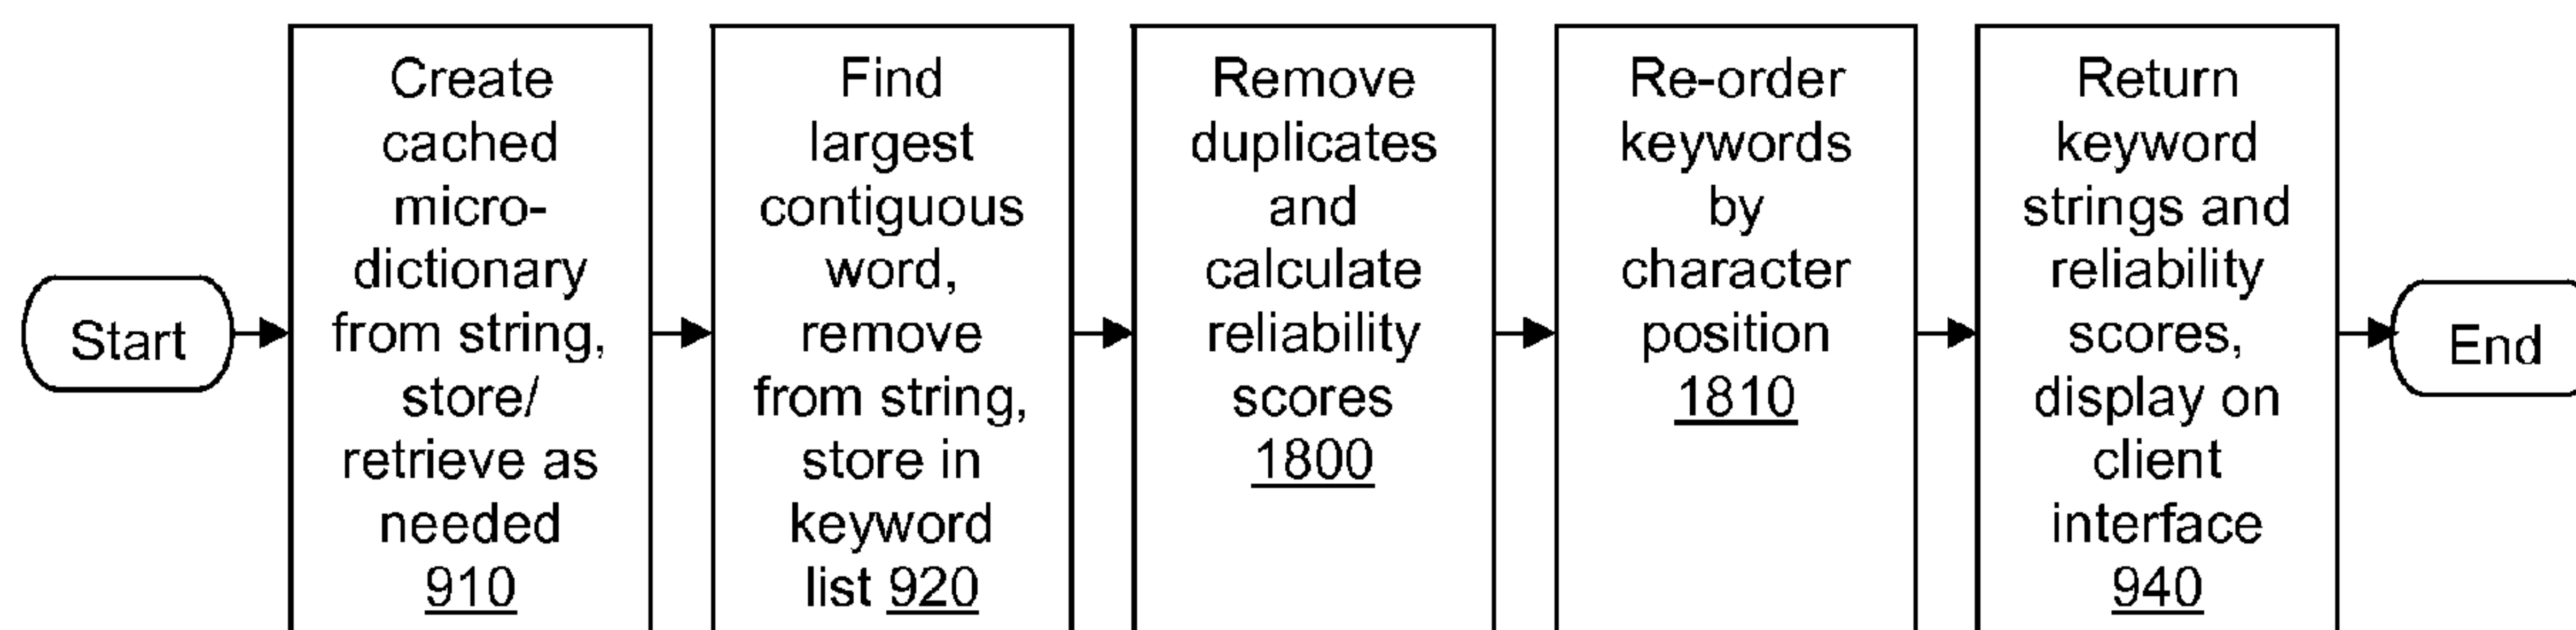 Start
Create
cached
micro-
dictionary
from string,
store/
retrieve as
needed
910
Find
largest
contiguous
word,
remove
from string,
store in
keyword
list 920
Remove
duplicates
and
calculate
reliability
scores
1800
Re-order
keywords
by
character
position
1810
Return
keyword
strings and
reliability
scores,
display on
client
interface
940
End